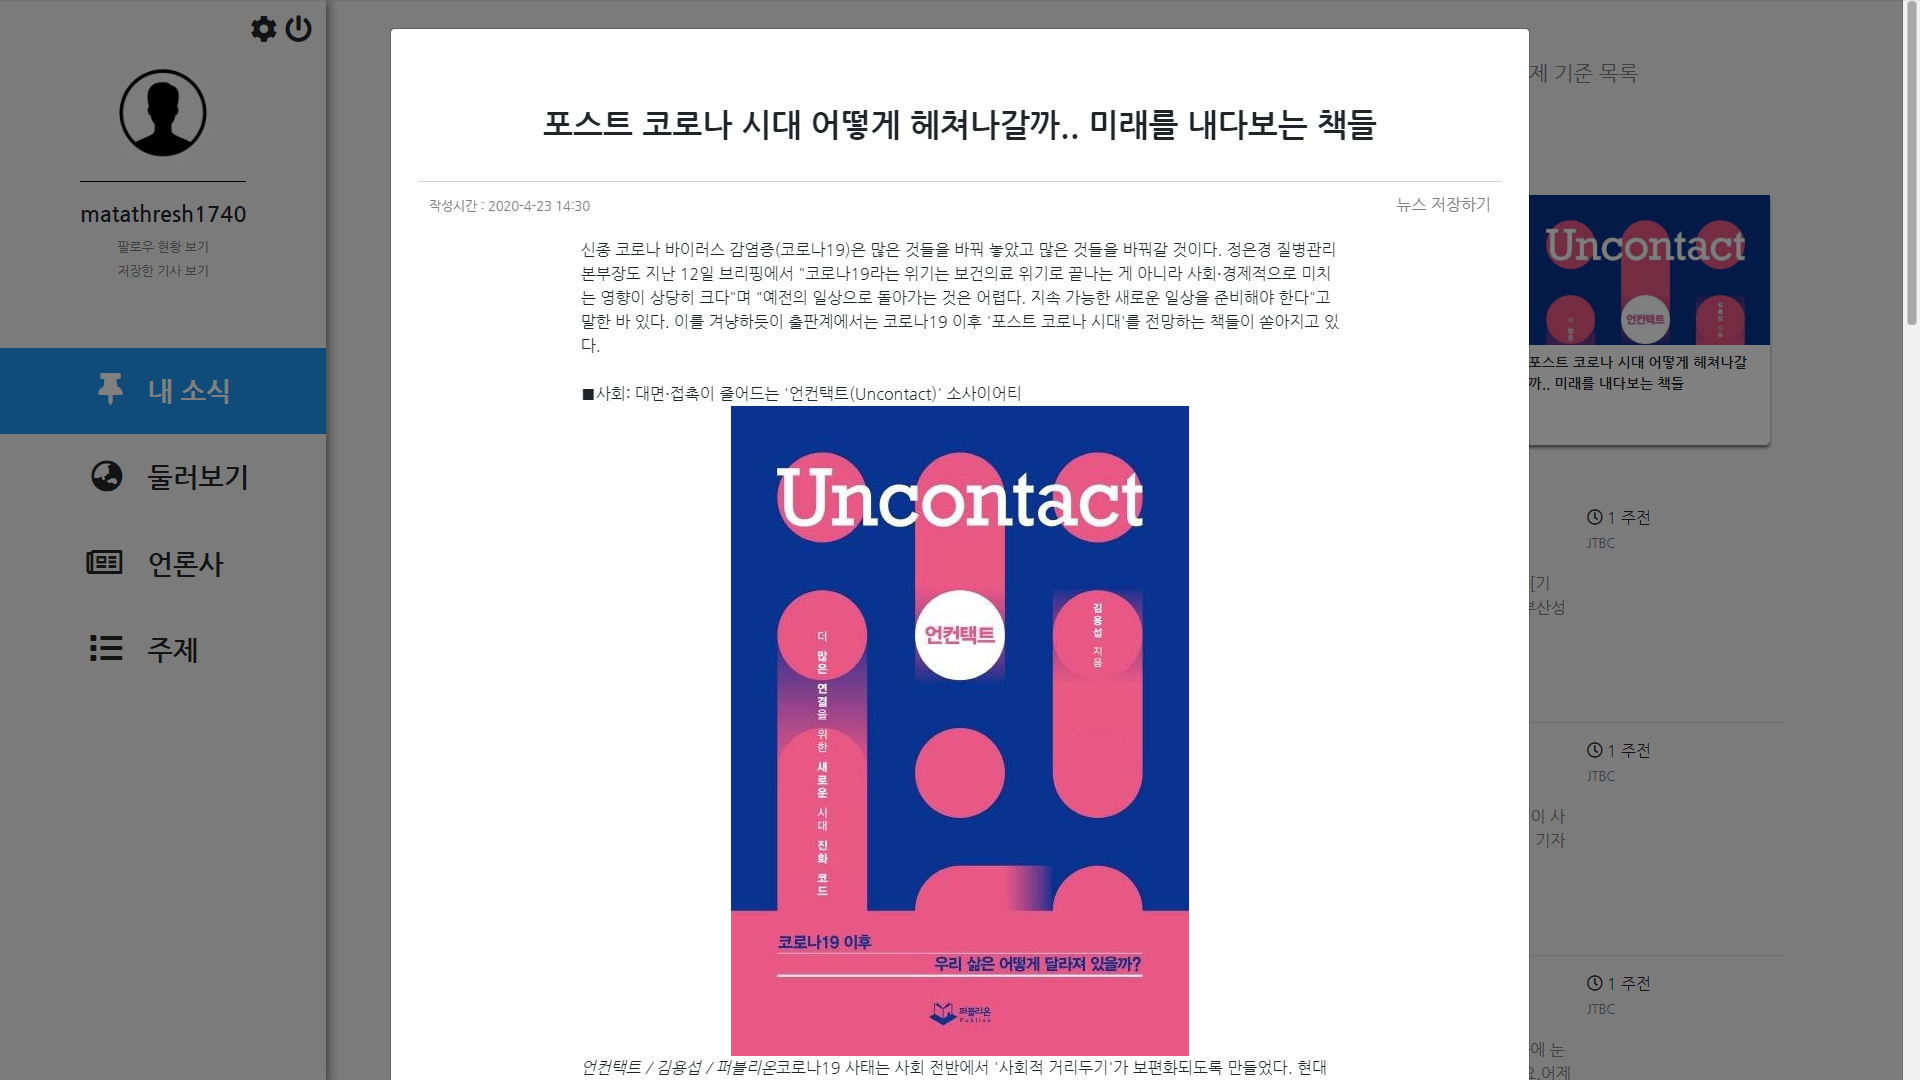 matathresh1740
팔로우 현황 보기
저장한 기사 보기
내 소식
둘러보기
언론사
주제
포스트 코로나 시대 어떻게 헤쳐나갈까.. 미래를 내다보는 책들
작성시간 : 2020-4-23 14:30
뉴스 저장하기
신종 코로나 바이러스 감염증(코로나19)은 많은 것들을 바꿔 놓았고 많은 것들을 바꿔갈 것이다. 정은경 질병관리
본부장도 지난 12일 브리핑에서 "코로나19라는 위기는 보건의료 위기로 끝나는 게 아니라 사회·경제적으로 미치
는 영향이 상당히 크다"며 "예전의 일상으로 돌아가는 것은 어렵다. 지속 가능한 새로운 일상을 준비해야 한다"고
말한 바 있다. 이를 겨냥하듯이 출판계에서는 코로나19 이후 '포스트 코로나 시대'를 전망하는 책들이 쏟아지고 있
다.
■사회: 대면·접촉이 줄어드는 '언컨택트(Uncontact)' 소사이어티
Uncontact
언컨택트
김용섭 지음
더 많은 연결을 위한 새로운 시대 진화 코드
코로나19 이후
우리 삶은 어떻게 달라져 있을까?
퍼블리온
Publion
언컨택트 / 김용섭 / 퍼블리온코로나19 사태는 사회 전반에서 '사회적 거리두기'가 보편화되도록 만들었다. 현대
제 기준 목록
Uncontact
언컨택트
포스트 코로나 시대 어떻게 헤쳐나갈
까.. 미래를 내다보는 책들
1 주전
JTBC
[기
부산성
1 주전
JTBC
이 사
기자
1 주전
JTBC
에 눈
요.어제